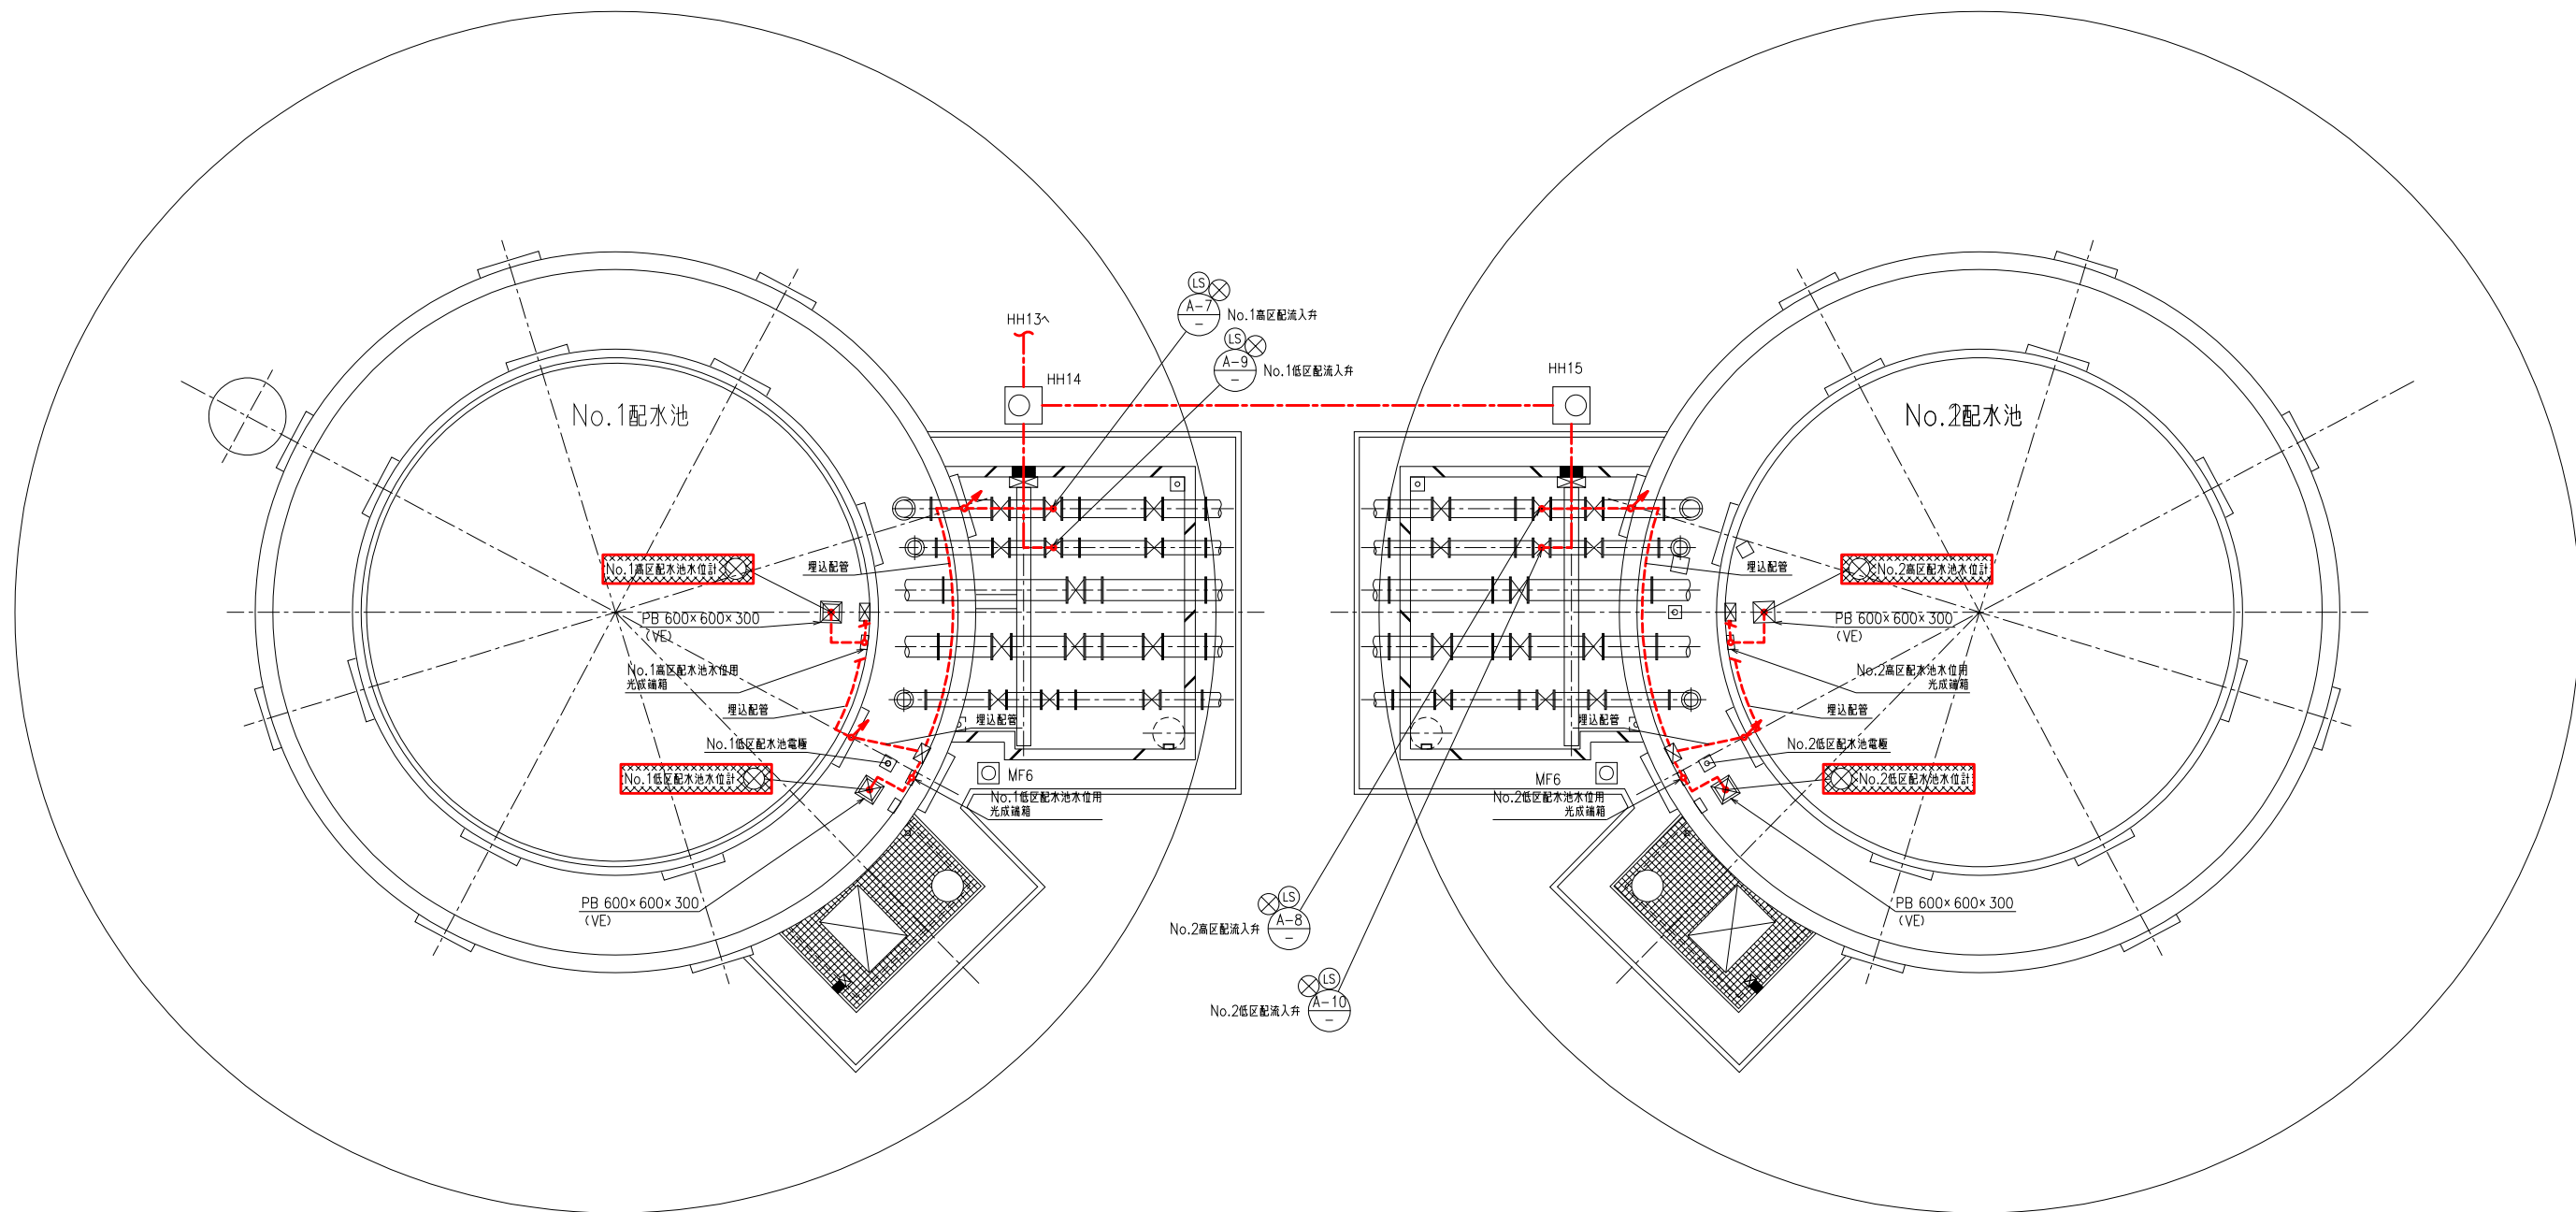 LS
A-7
-
No.1高区配流入弁
HH13へ
LS
A-9
-
No.1低区配流入弁
HH14
HH15
No.1配水池
No.2配水池
No.1高区配水池水位計
埋込配管
PB 600×600×300
(VE)
No.1高区配水池水位用
光成端箱
埋込配管
埋込配管
No.1低区配水池電極
No.1低区配水池水位計
MF6
No.1低区配水池水位用
光成端箱
PB 600×600×300
(VE)
No.2高区配水池水位計
埋込配管
PB 600×600×300
(VE)
No.2高区配水池水位用
光成端箱
埋込配管
埋込配管
No.2低区配水池電極
No.2低区配水池水位計
MF6
No.2低区配水池水位用
光成端箱
PB 600×600×300
(VE)
LS
A-8
-
No.2高区配流入弁
LS
A-10
-
No.2低区配流入弁